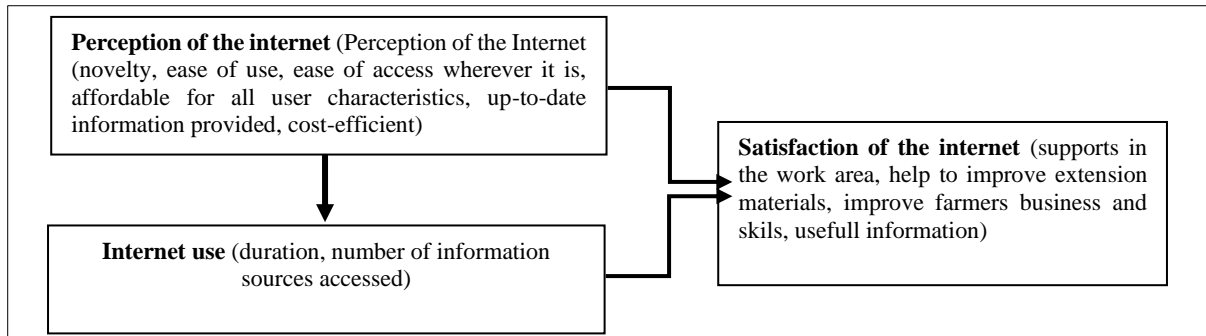 Perception of the internet (Perception of the Internet
(novelty, ease of use, ease of access wherever it is,
affordable for all user characteristics, up-to-date
information provided, cost-efficient)
Satisfaction of the internet (supports in
the work area, help to improve extension
materials, improve farmers business and
skils, usefull information)
Internet use (duration, number of information
sources accessed)